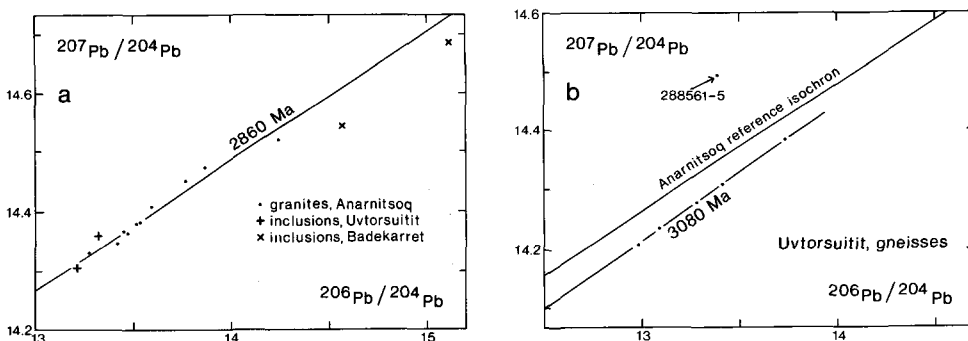 14.6
14.4
14.2
207Pb/204Pb
a
2860 Ma
· granites, Anarnitsoq
+ inclusions, Uvtorsuitit
× inclusions, Badekarret
206Pb/204Pb
13
14
15
14.6
14.4
14.2
207Pb/204Pb
b
288561-5
Anarnitsoq reference isochron
3080 Ma
Uvtorsuitit, gneisses
206Pb/204Pb
13
14